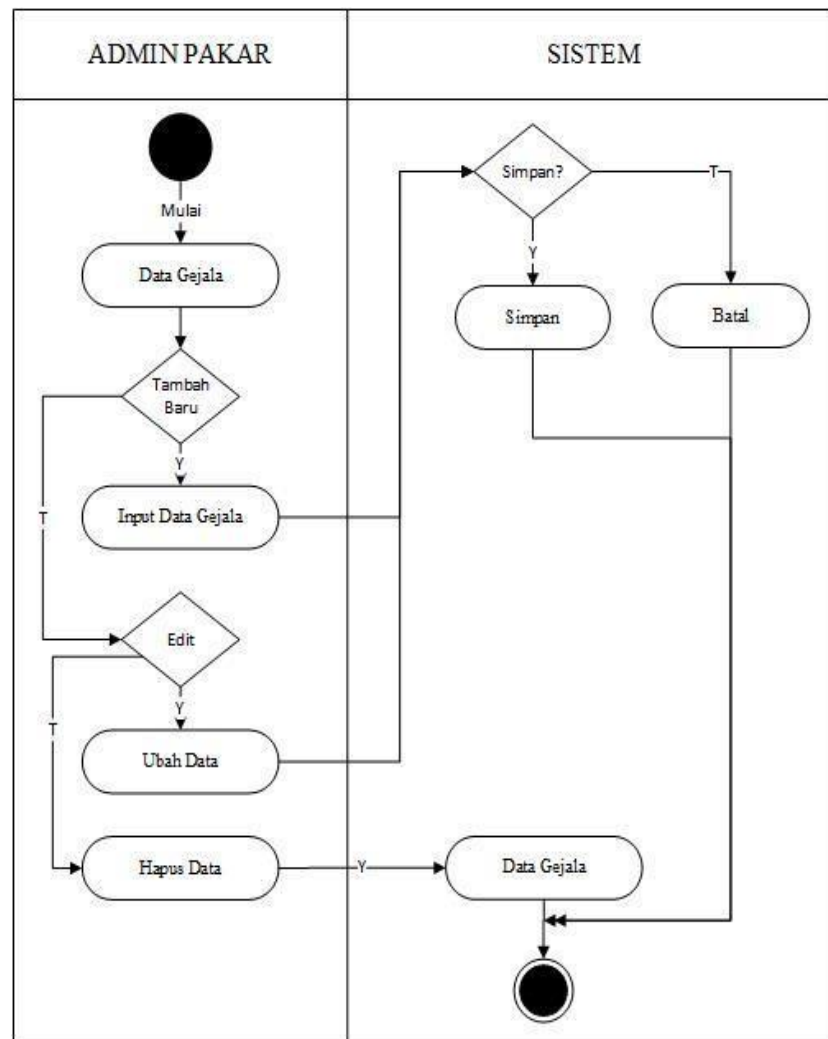 ADMIN PAKAR
SISTEM
Mulai
Data Gejala
Tambah
Baru
Y
Input Data Gejala
T
Edit
Y
T
Ubah Data
Hapus Data
Y
Simpan?
T
Y
Simpan
Batal
Data Gejala